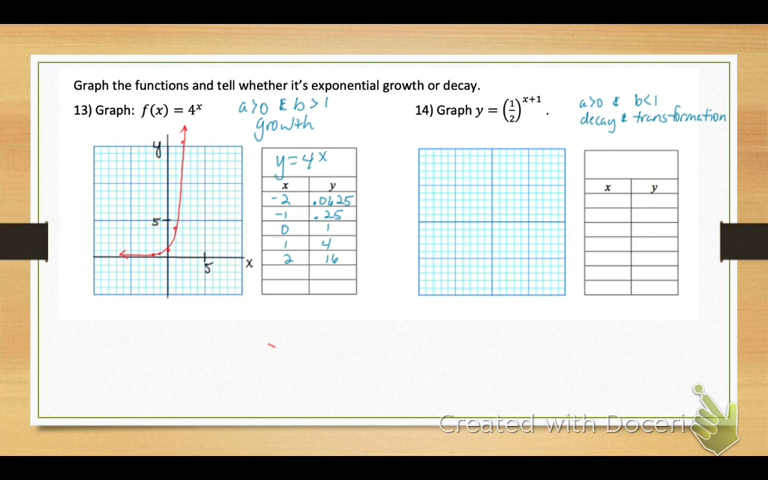 Graph the functions and tell whether it's exponential growth or decay.
13) Graph: f(x) = 4ˣ
a>0 & b>1
growth
y
5
5
x
y=4ˣ
x y
-2 .0625
-1 .25
0 1
1 4
2 16
14) Graph y = (1/2)ˣ⁺¹ .
a>0 & b<1
decay & transformation
x y
Created with Doceri